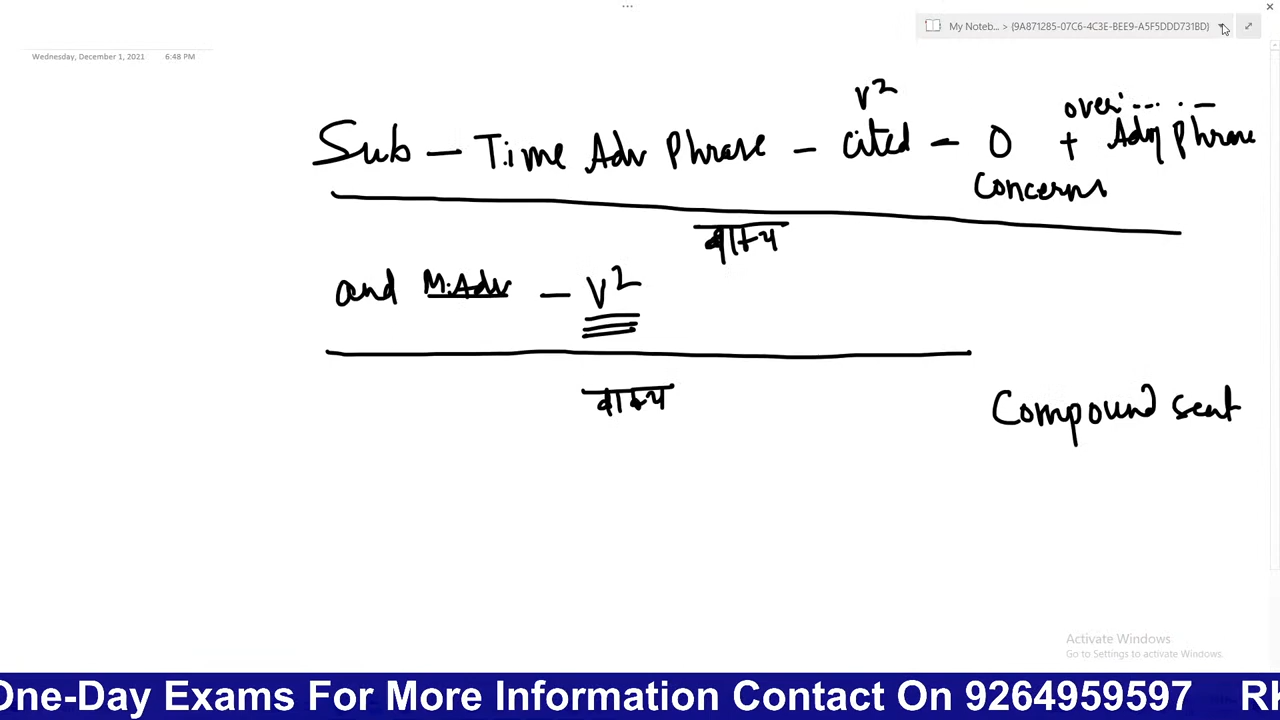 My Noteb... > {9A871285-07C6-4C3E-BEE9-A5F5DDD731BD}
Wednesday, December 1, 2021 6:48 PM
V2 over ....
Sub - Time Adv Phrase - cited - O + Adj Phrase
Concerns
वाक्य
and M.Adv - V2
वाक्य
Compound sent
Activate Windows
Go to Settings to activate Windows.
One-Day Exams For More Information Contact On 9264959597